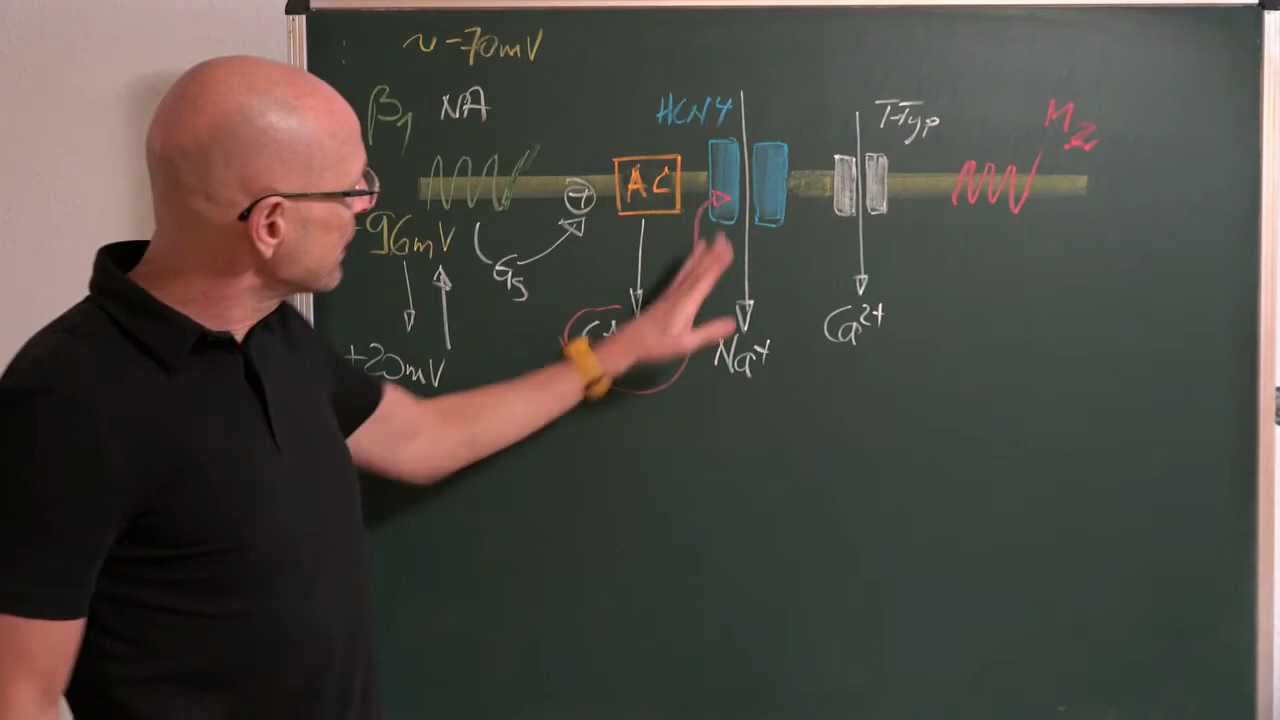 ~-70mV
β1 NA
HCN4
T-Typ
M2
+
AC
-96mV
Gs
Na+
Ca2+
+20mV